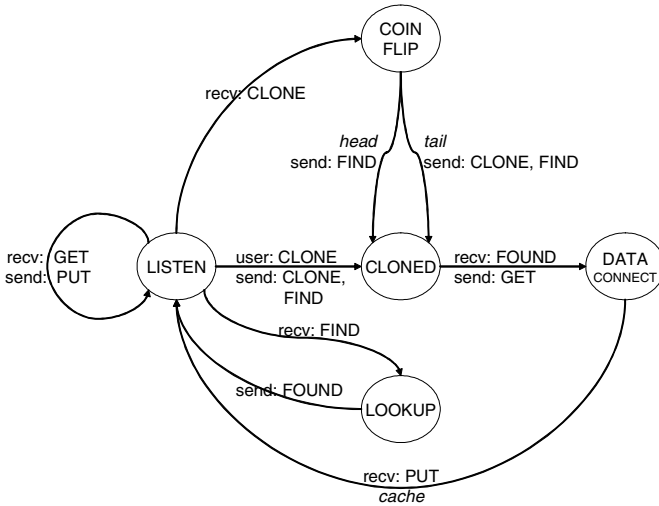 COIN
FLIP
recv: CLONE
head
send: FIND
tail
send: CLONE, FIND
recv: GET
send: PUT
LISTEN
user: CLONE
send: CLONE,
FIND
CLONED
recv: FOUND
send: GET
DATA
CONNECT
recv: FIND
send: FOUND
LOOKUP
recv: PUT
cache